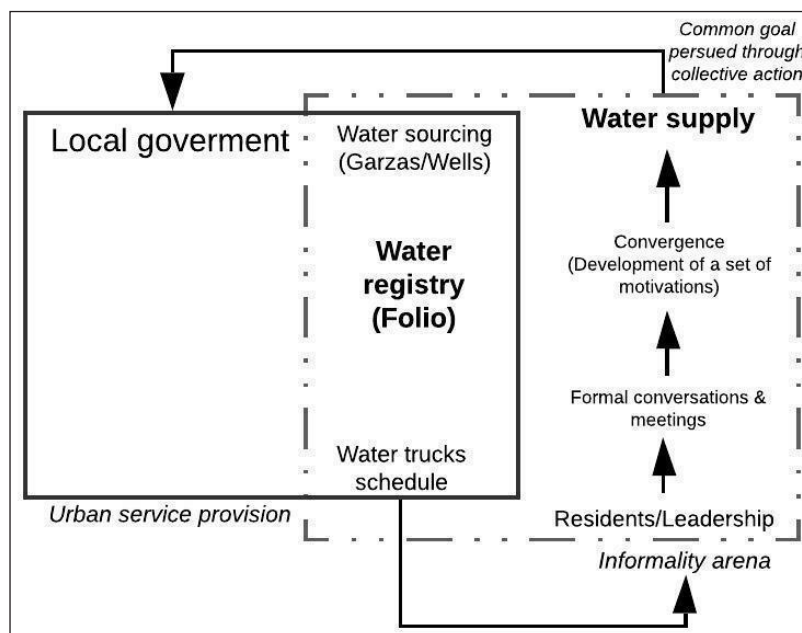 Common goal
persued through
collective action
Local goverment
Water sourcing
(Garzas/Wells)
Water supply
Water
registry
(Folio)
Convergence
(Development of a set of
motivations)
Formal conversations &
meetings
Water trucks
schedule
Residents/Leadership
Urban service provision
Informality arena